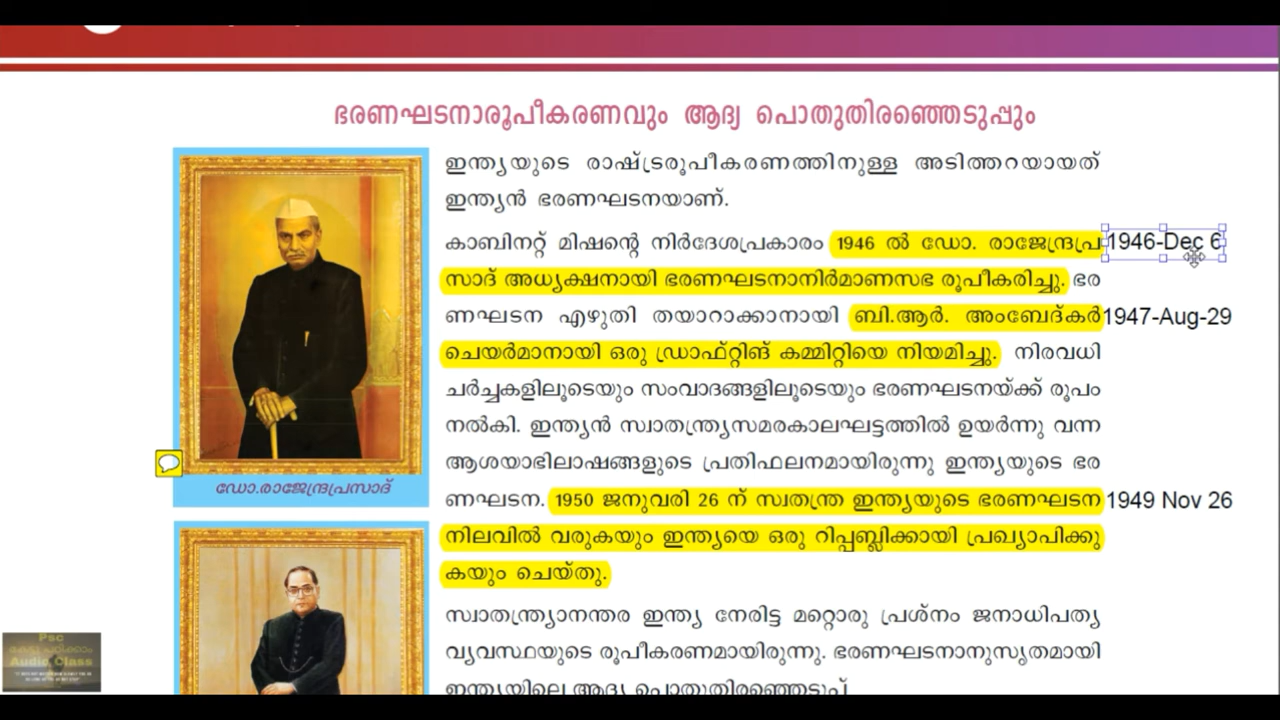 ഭരണഘടനാരൂപീകരണവും ആദ്യ പൊതുതിരഞ്ഞെടുപ്പും
ഇന്ത്യയുടെ രാഷ്ട്രരൂപീകരണത്തിനുള്ള അടിത്തറയായത്
ഇന്ത്യൻ ഭരണഘടനയാണ്.
കാബിനറ്റ് മിഷന്റെ നിർദേശപ്രകാരം 1946 ൽ ഡോ. രാജേന്ദ്രപ്ര 1946-Dec 6
സാദ് അധ്യക്ഷനായി ഭരണഘടനാനിർമാണസഭ രൂപീകരിച്ചു. ഭര
ണഘടന എഴുതി തയാറാക്കാനായി ബി.ആർ. അംബേദ്കർ 1947-Aug-29
ചെയർമാനായി ഒരു ഡ്രാഫ്റ്റിങ് കമ്മിറ്റിയെ നിയമിച്ചു. നിരവധി
ചർച്ചകളിലൂടെയും സംവാദങ്ങളിലൂടെയും ഭരണഘടനയ്ക്ക് രൂപം
നൽകി. ഇന്ത്യൻ സ്വാതന്ത്ര്യസമരകാലഘട്ടത്തിൽ ഉയർന്നു വന്ന
ആശയാഭിലാഷങ്ങളുടെ പ്രതിഫലനമായിരുന്നു ഇന്ത്യയുടെ ഭര
ണഘടന. 1950 ജനുവരി 26 ന് സ്വതന്ത്ര ഇന്ത്യയുടെ ഭരണഘടന 1949 Nov 26
നിലവിൽ വരുകയും ഇന്ത്യയെ ഒരു റിപ്പബ്ലിക്കായി പ്രഖ്യാപിക്കു
കയും ചെയ്തു.
സ്വാതന്ത്ര്യാനന്തര ഇന്ത്യ നേരിട്ട മറ്റൊരു പ്രശ്നം ജനാധിപത്യ
വ്യവസ്ഥയുടെ രൂപീകരണമായിരുന്നു. ഭരണഘടനാനുസൃതമായി
ഇന്ത്യയിലെ ആദ്യ പൊതുതിരഞ്ഞെടുപ്പ്
ഡോ.രാജേന്ദ്രപ്രസാദ്
Psc
കേട്ടു പഠിക്കാം
Audio Class